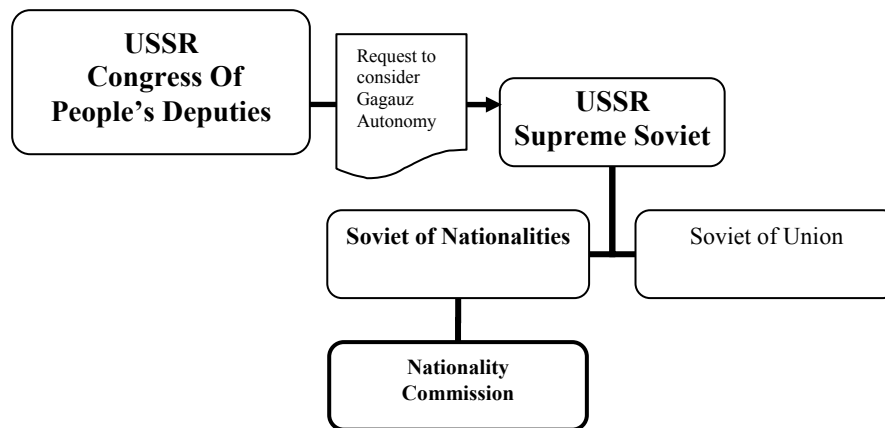 USSR
Congress Of
People's Deputies
Request to
consider
Gagauz
Autonomy
USSR
Supreme Soviet
Soviet of Nationalities
Soviet of Union
Nationality
Commission